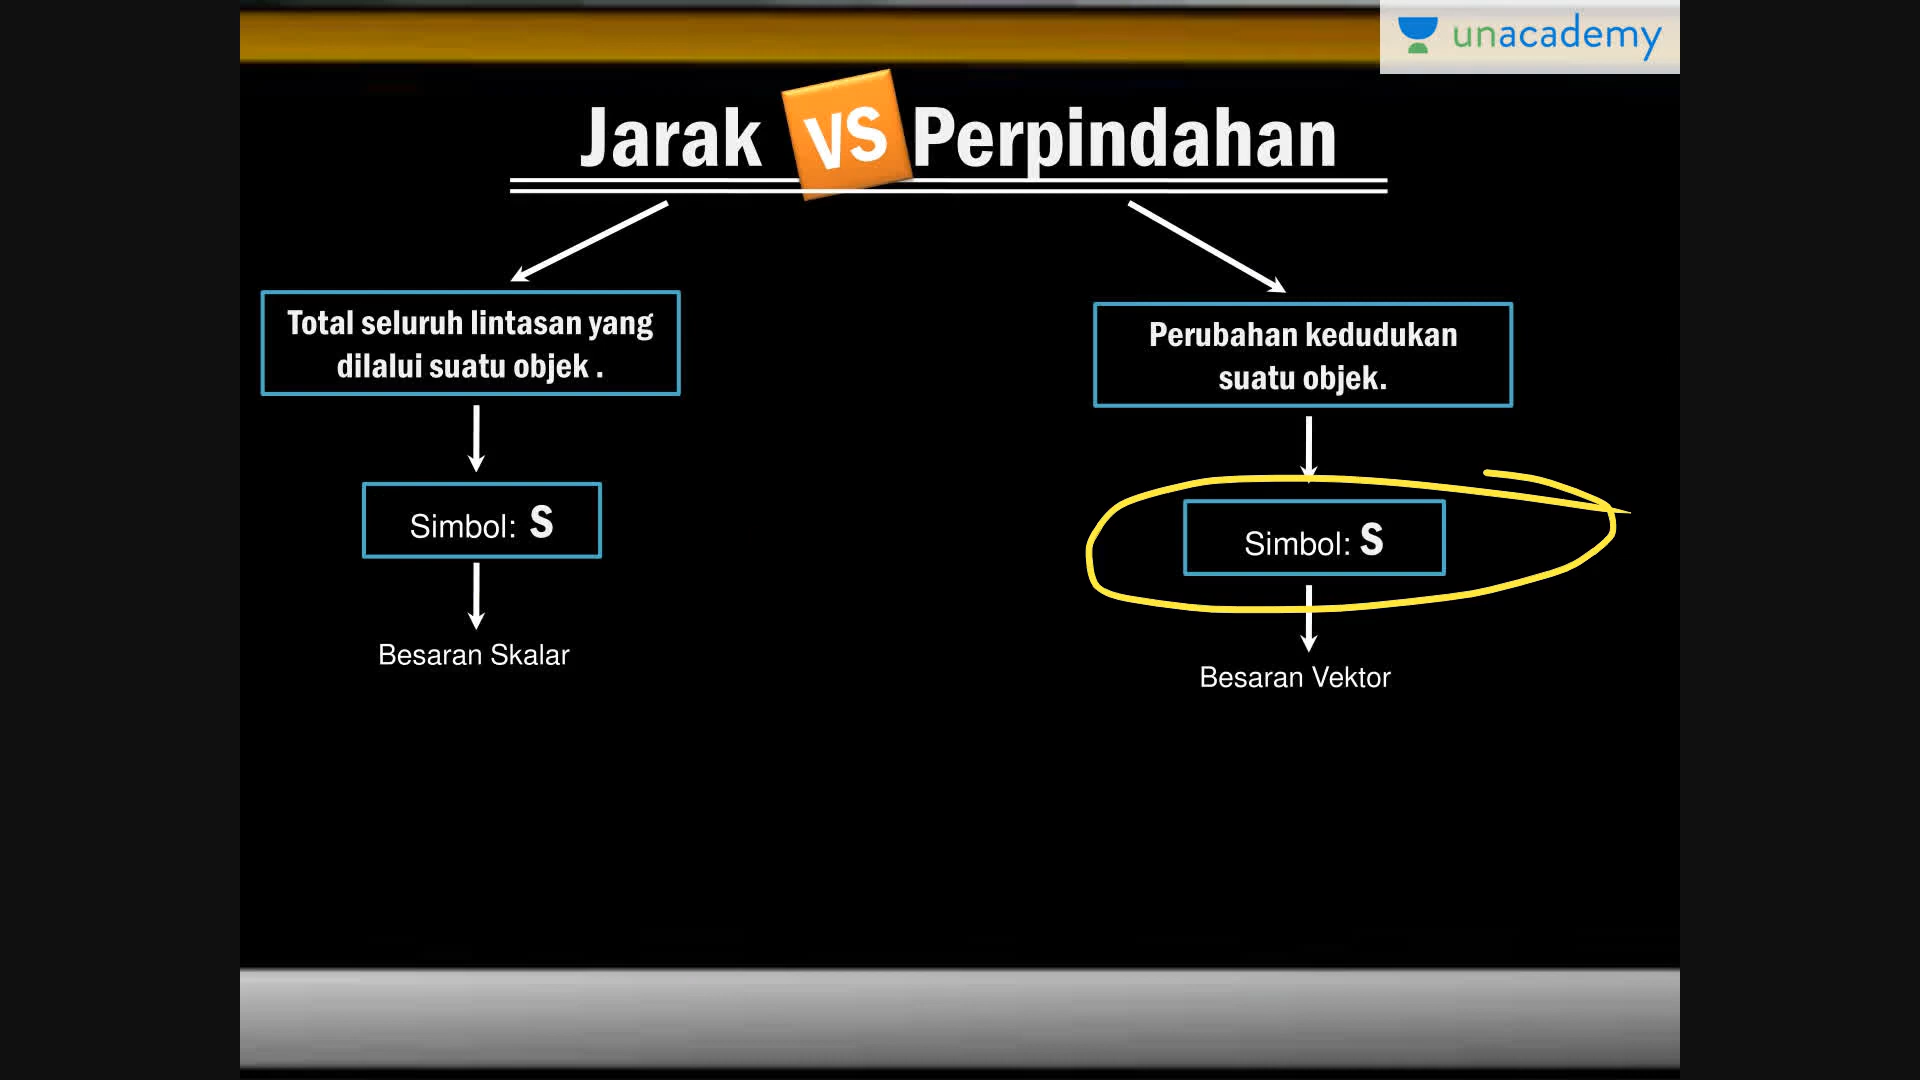 unacademy
Jarak VS Perpindahan
Total seluruh lintasan yang
dilalui suatu objek .
Simbol: S
Besaran Skalar
Perubahan kedudukan
suatu objek.
Simbol: S
Besaran Vektor